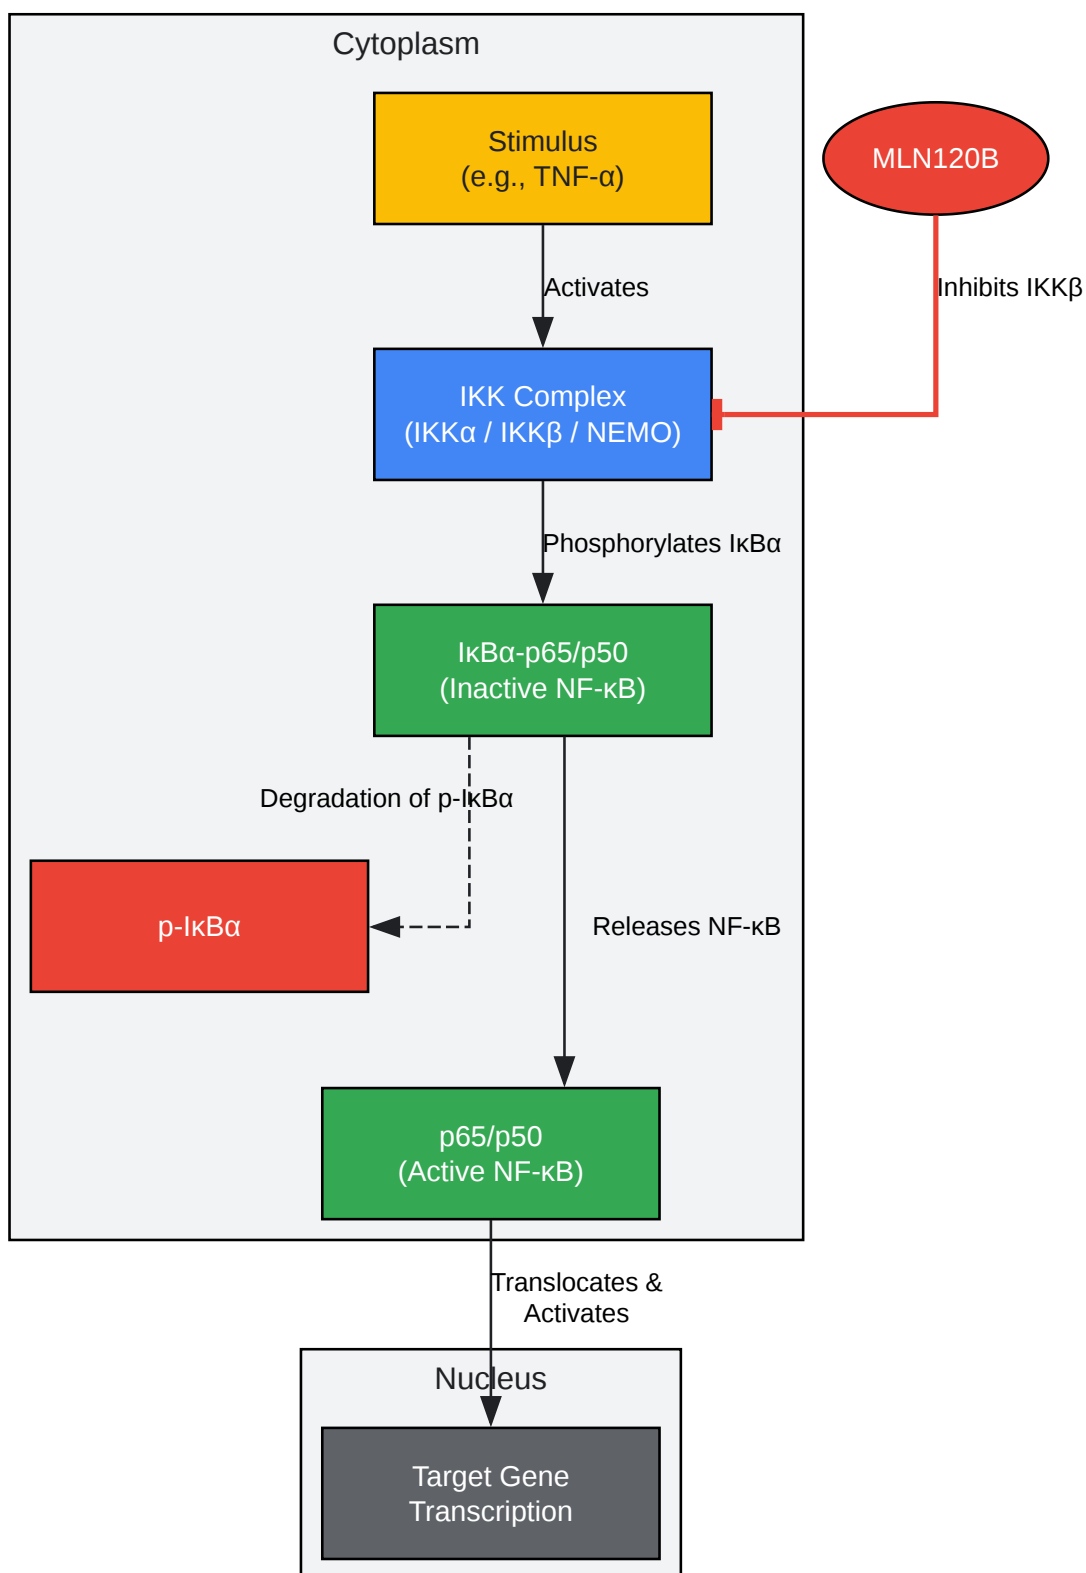 Cytoplasm
Stimulus
(e.g., TNF-α)
MLN120B
Activates
Inhibits IKKβ
IKK Complex
(IKKα / IKKβ / NEMO)
Phosphorylates IκBα
IκBα-p65/p50
(Inactive NF-κB)
Degradation of p-IκBα
p-IκBα
Releases NF-κB
p65/p50
(Active NF-κB)
Translocates &
Activates
Nucleus
Target Gene
Transcription